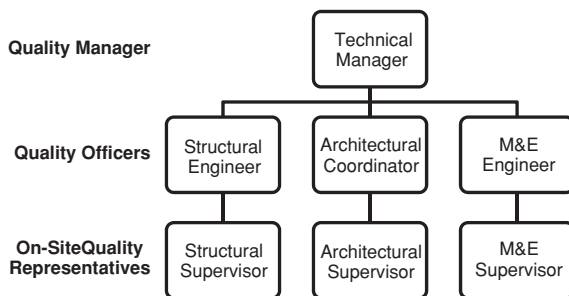 Quality Manager
Technical
Manager
Quality Officers
Structural
Engineer
Architectural
Coordinator
M&E
Engineer
On-SiteQuality
Representatives
Structural
Supervisor
Architectural
Supervisor
M&E
Supervisor